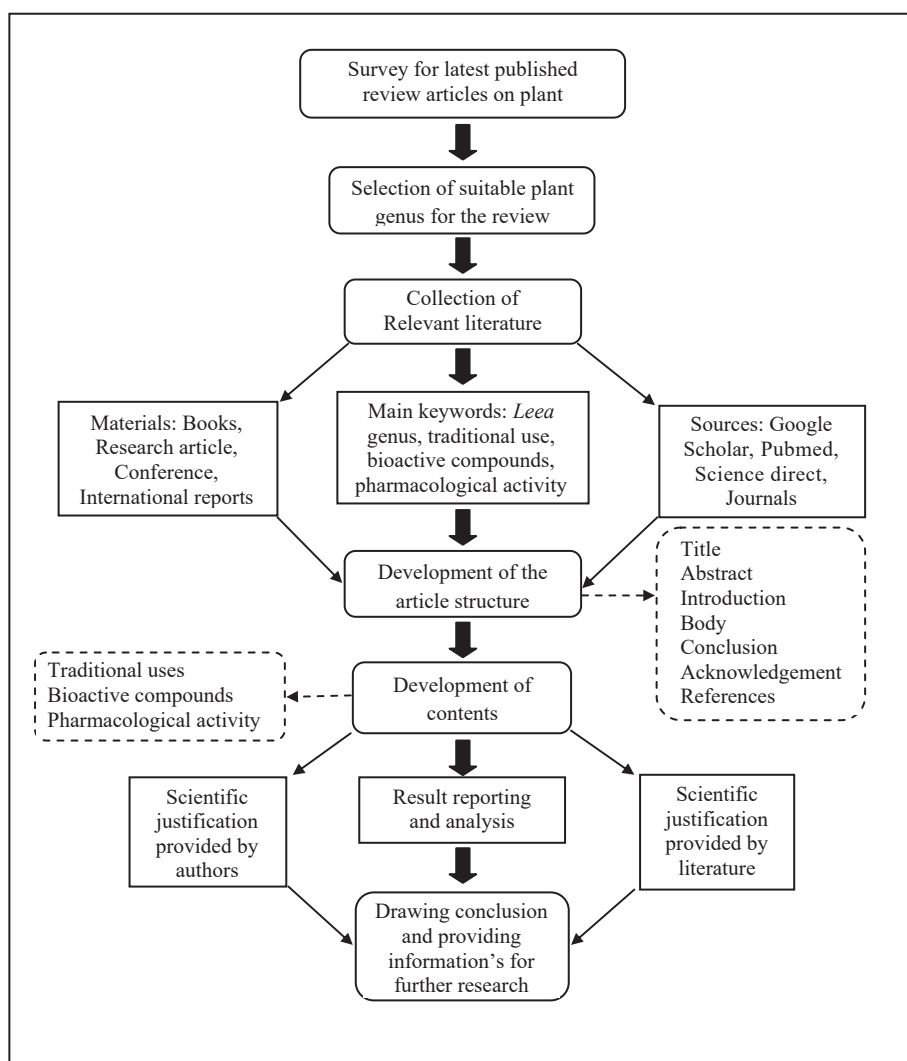 Survey for latest published
review articles on plant
Selection of suitable plant
genus for the review
Collection of
Relevant literature
Materials: Books,
Research article,
Conference,
International reports
Main keywords: Leea
genus, traditional use,
bioactive compounds,
pharmacological activity
Sources: Google
Scholar, Pubmed,
Science direct,
Journals
Development of the
article structure
Title
Abstract
Introduction
Body
Conclusion
Acknowledgement
References
Traditional uses
Bioactive compounds
Pharmacological activity
Development of
contents
Scientific
justification
provided by
authors
Result reporting
and analysis
Scientific
justification
provided by
literature
Drawing conclusion
and providing
information’s for
further research